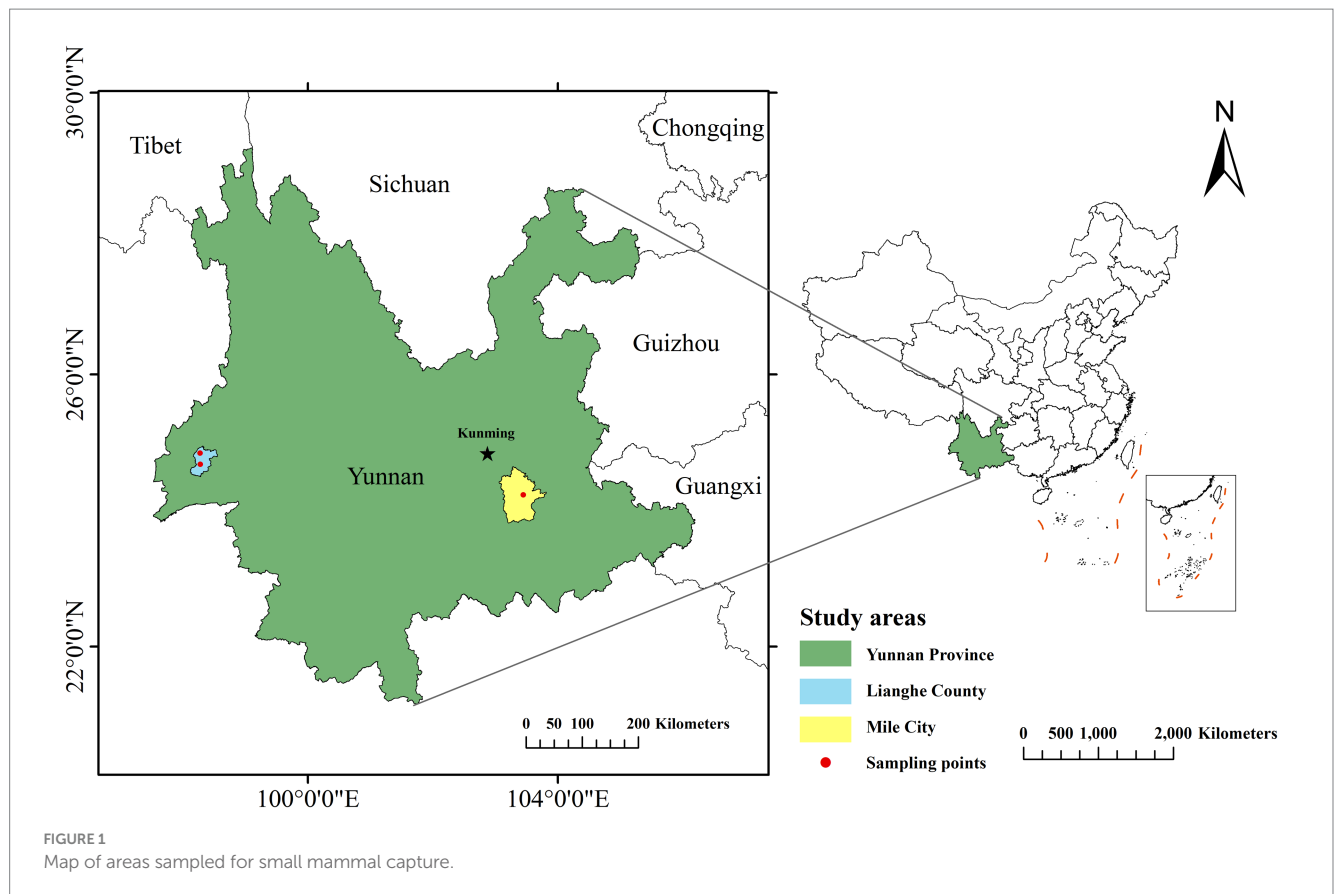 30°0'0"N
26°0'0"N
22°0'0"N
Tibet
Sichuan
Chongqing
Guizhou
Kunming
Yunnan
Guangxi
0 50 100 200 Kilometers
100°0'0"E
104°0'0"E
N
Study areas
Yunnan Province
Lianghe County
Mile City
Sampling points
0 500 1,000 2,000 Kilometers
FIGURE 1
Map of areas sampled for small mammal capture.